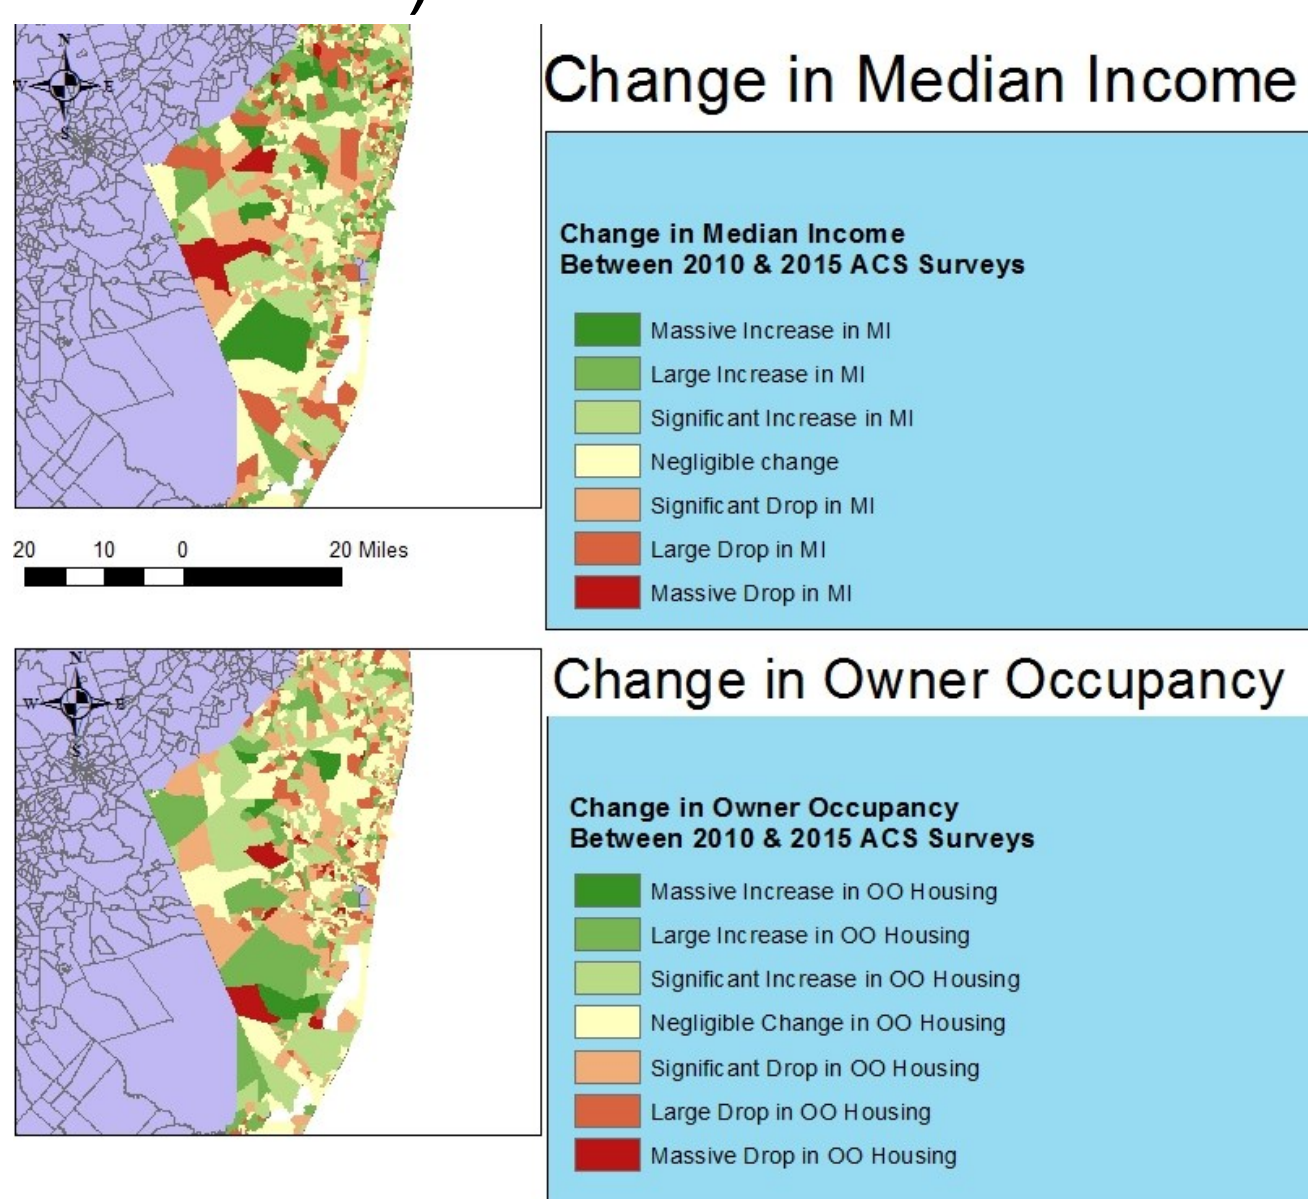 N
W E
S
Change in Median Income
Change in Median Income
Between 2010 & 2015 ACS Surveys
Massive Increase in MI
Large Increase in MI
Significant Increase in MI
Negligible change
Significant Drop in MI
Large Drop in MI
Massive Drop in MI
20 10 0 20 Miles
N
W E
S
Change in Owner Occupancy
Change in Owner Occupancy
Between 2010 & 2015 ACS Surveys
Massive Increase in OO Housing
Large Increase in OO Housing
Significant Increase in OO Housing
Negligible Change in OO Housing
Significant Drop in OO Housing
Large Drop in OO Housing
Massive Drop in OO Housing